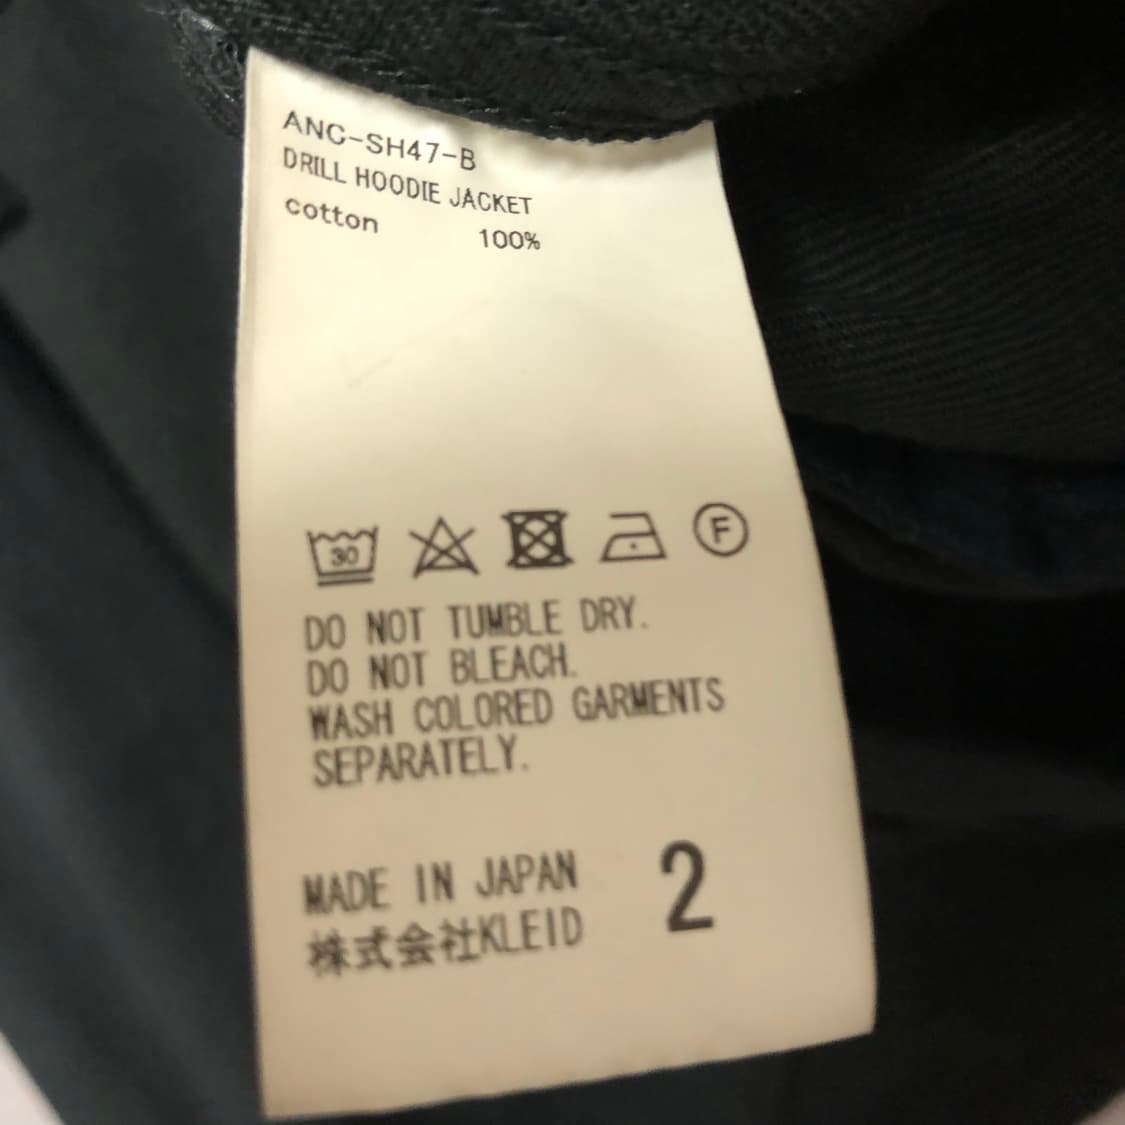 ANC-SH47-B
DRILL HOODIE JACKET
cotton 100%
30 F
DO NOT TUMBLE DRY.
DO NOT BLEACH.
WASH COLORED GARMENTS
SEPARATELY.
MADE IN JAPAN 2
株式会社KLEID